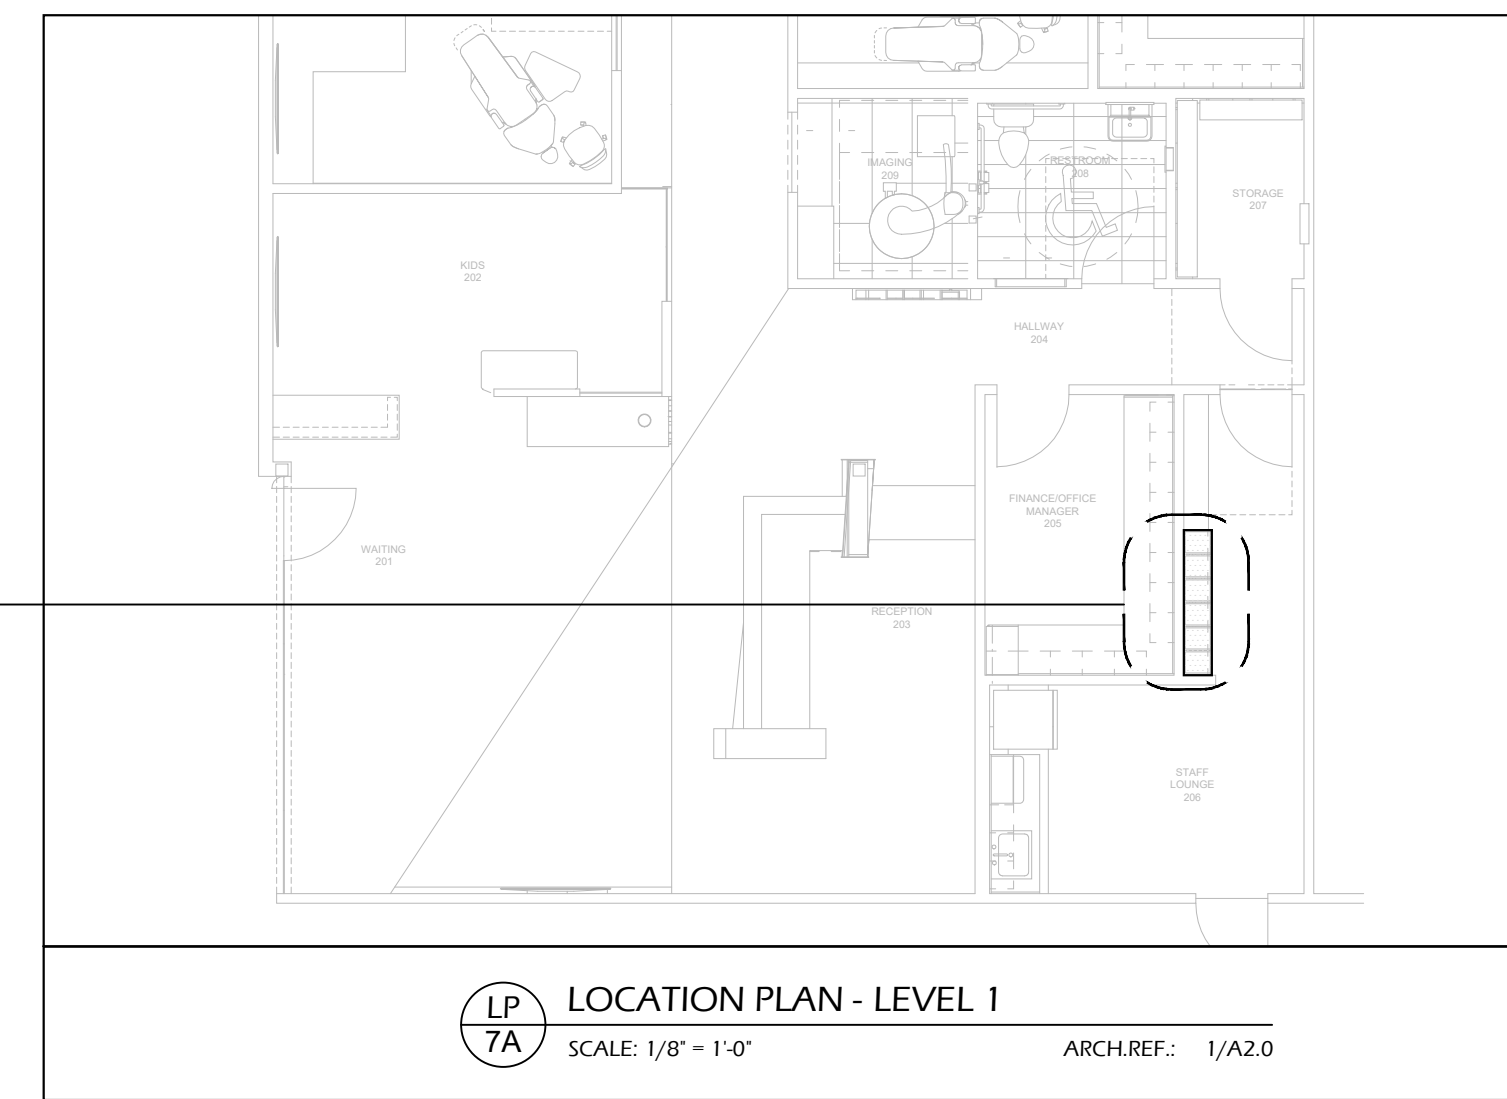 IMAGING
209
RESTROOM
208
STORAGE
207
KIDS
202
HALLWAY
204
FINANCE/OFFICE
MANAGER
205
WAITING
201
RECEPTION
203
STAFF
LOUNGE
206
LP
7A
LOCATION PLAN - LEVEL 1
SCALE: 1/8" = 1'-0"
ARCH.REF.: 1/A2.0